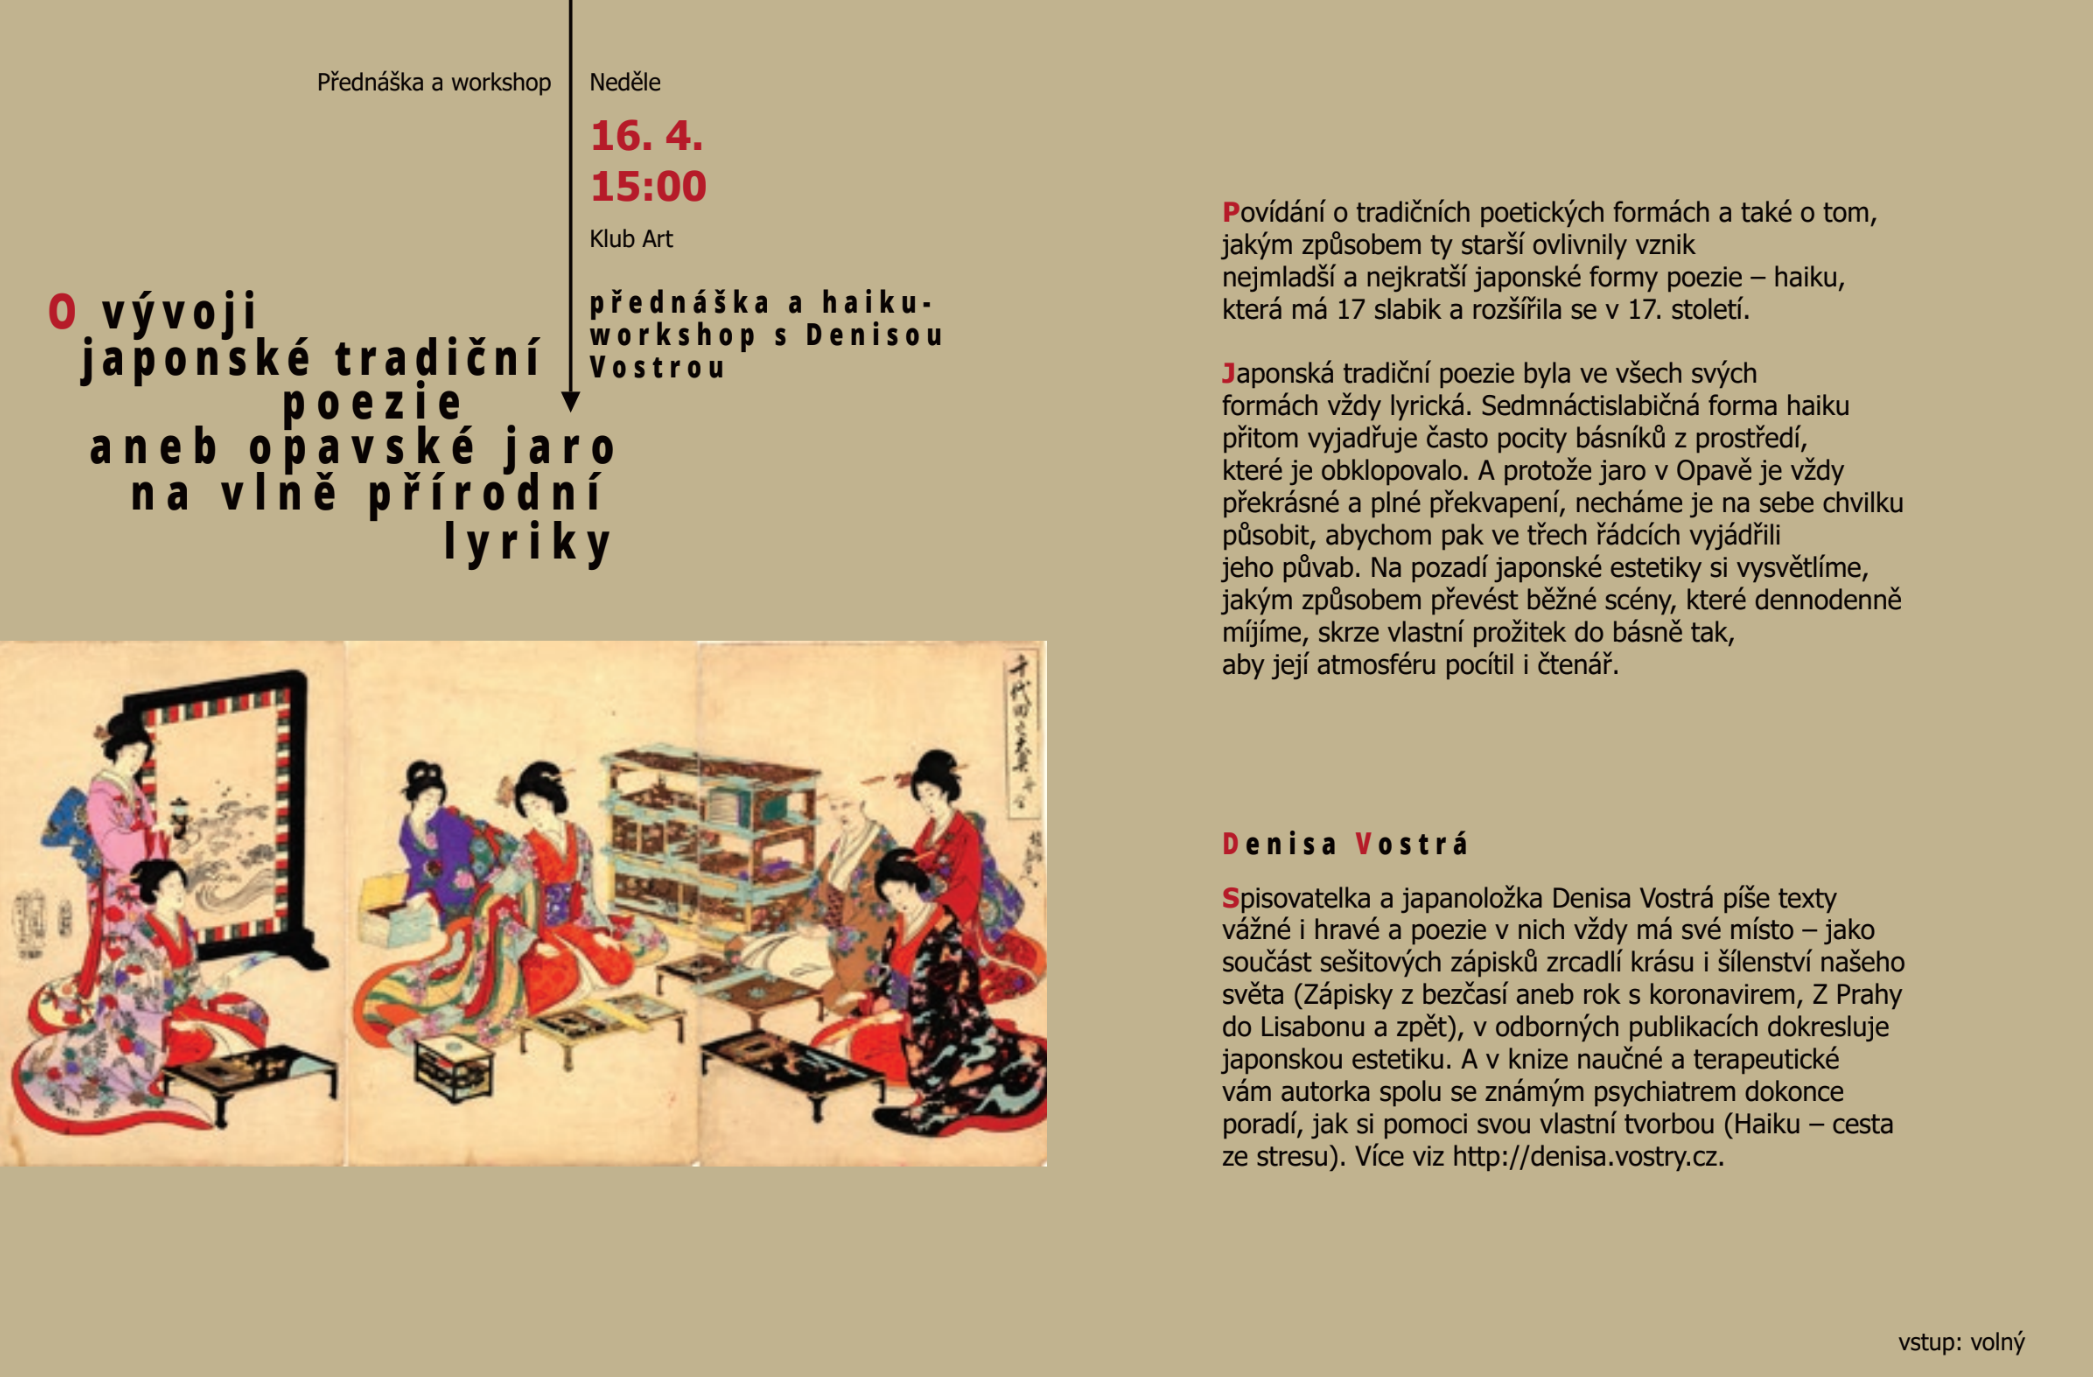 Přednáška a workshop
Neděle
16. 4.
15:00
Klub Art
O vývoji
japonské tradiční
poezie
aneb opavské jaro
na vlně přírodní
lyriky
přednáška a haiku-
workshop s Denisou
Vostrou
Povídání o tradičních poetických formách a také o tom,
jakým způsobem ty starší ovlivnily vznik
nejmladší a nejkratší japonské formy poezie – haiku,
která má 17 slabik a rozšířila se v 17. století.
Japonská tradiční poezie byla ve všech svých
formách vždy lyrická. Sedmnáctislabičná forma haiku
přitom vyjadřuje často pocity básníků z prostředí,
které je obklopovalo. A protože jaro v Opavě je vždy
překrásné a plné překvapení, necháme je na sebe chvilku
působit, abychom pak ve třech řádcích vyjádřili
jeho půvab. Na pozadí japonské estetiky si vysvětlíme,
jakým způsobem převést běžné scény, které dennodenně
míjíme, skrze vlastní prožitek do básně tak,
aby její atmosféru pocítil i čtenář.
Denisa Vostrá
Spisovatelka a japanoložka Denisa Vostrá píše texty
vážné i hravé a poezie v nich vždy má své místo – jako
součást sešitových zápisků zrcadlí krásu i šílenství našeho
světa (Zápisky z bezčasí aneb rok s koronavirem, Z Prahy
do Lisabonu a zpět), v odborných publikacích dokresluje
japonskou estetiku. A v knize naučné a terapeutické
vám autorka spolu se známým psychiatrem dokonce
poradí, jak si pomoci svou vlastní tvorbou (Haiku – cesta
ze stresu). Více viz http://denisa.vostry.cz.
千代田之大奥
vstup: volný